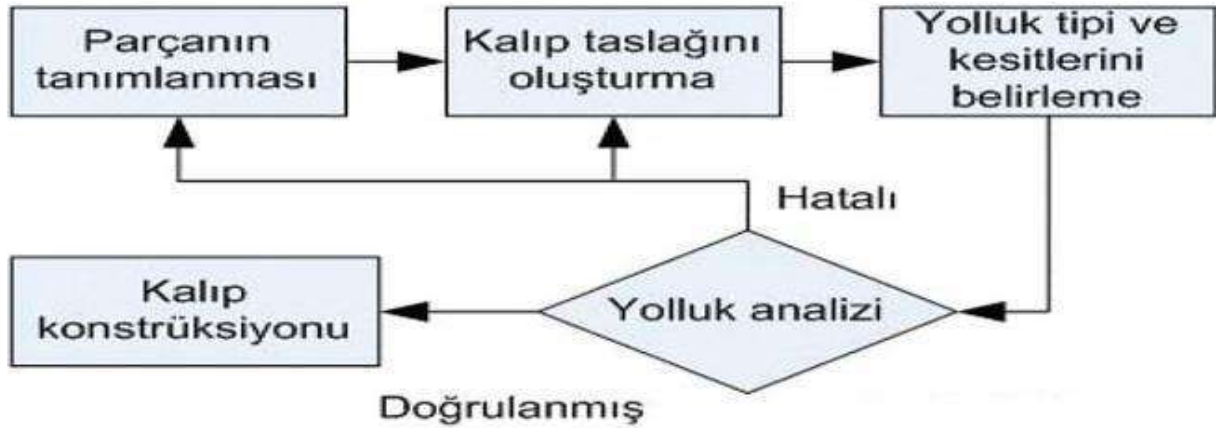 Parçanın
tanımlanması
Kalıp taslağını
oluşturma
Yolluk tipi ve
kesitlerini
belirleme
Hatalı
Yolluk analizi
Kalıp
konstrüksiyonu
Doğrulanmış